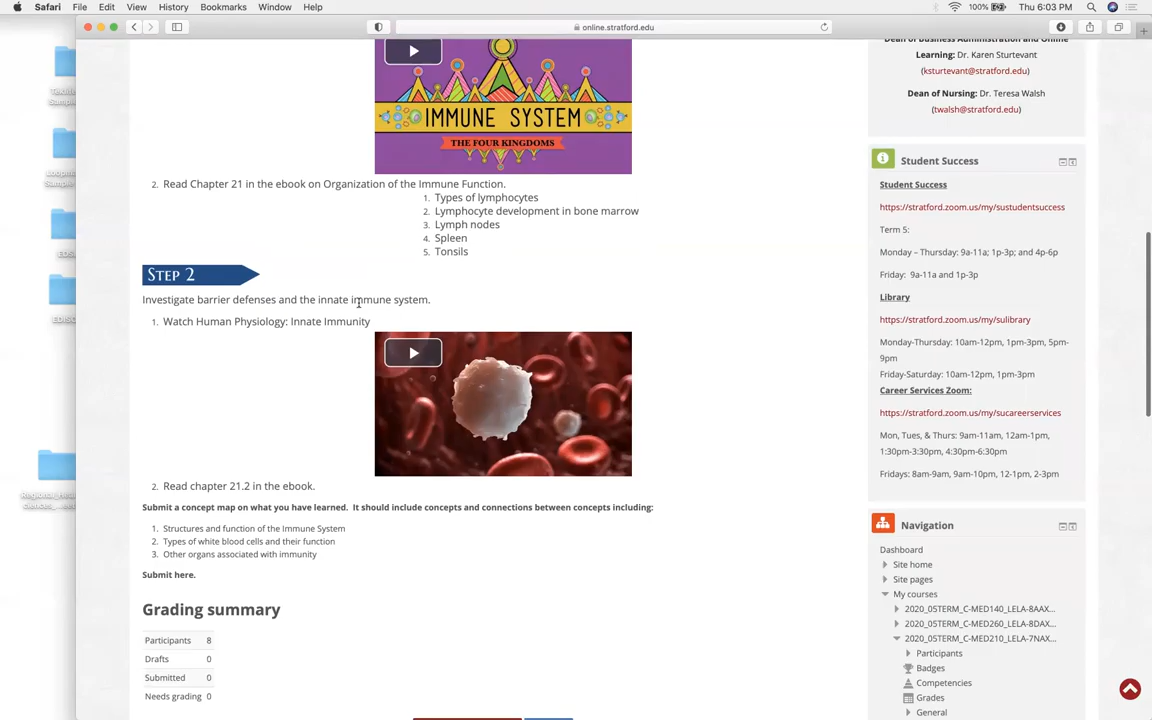 Safari File Edit View History Bookmarks Window Help
100% Thu 6:03 PM
online.stratford.edu
IMMUNE SYSTEM
THE FOUR KINGDOMS
2. Read Chapter 21 in the ebook on Organization of the Immune Function.
1. Types of lymphocytes
2. Lymphocyte development in bone marrow
3. Lymph nodes
4. Spleen
5. Tonsils
STEP 2
Investigate barrier defenses and the innate immune system.
1. Watch Human Physiology: Innate Immunity
2. Read chapter 21.2 in the ebook.
Submit a concept map on what you have learned. It should include concepts and connections between concepts including:
1. Structures and function of the Immune System
2. Types of white blood cells and their function
3. Other organs associated with immunity
Submit here.
Grading summary
Participants 8
Drafts 0
Submitted 0
Needs grading 0
Dean of Business Administration and Online
Learning: Dr. Karen Sturtevant
(ksturtevant@stratford.edu)
Dean of Nursing: Dr. Teresa Walsh
(twalsh@stratford.edu)
Student Success
Student Success
https://stratford.zoom.us/my/sustudentsuccess
Term 5:
Monday – Thursday: 9a-11a; 1p-3p; and 4p-6p
Friday: 9a-11a and 1p-3p
Library
https://stratford.zoom.us/my/sulibrary
Monday-Thursday: 10am-12pm, 1pm-3pm, 5pm-
9pm
Friday-Saturday: 10am-12pm, 1pm-3pm
Career Services Zoom:
https://stratford.zoom.us/my/sucareerservices
Mon, Tues, & Thurs: 9am-11am, 12am-1pm,
1:30pm-3:30pm, 4:30pm-6:30pm
Fridays: 8am-9am, 9am-10pm, 12-1pm, 2-3pm
Navigation
Dashboard
Site home
Site pages
My courses
2020_05TERM_C-MED140_LELA-8AAX...
2020_05TERM_C-MED260_LELA-8DAX...
2020_05TERM_C-MED210_LELA-7NAX...
Participants
Badges
Competencies
Grades
General